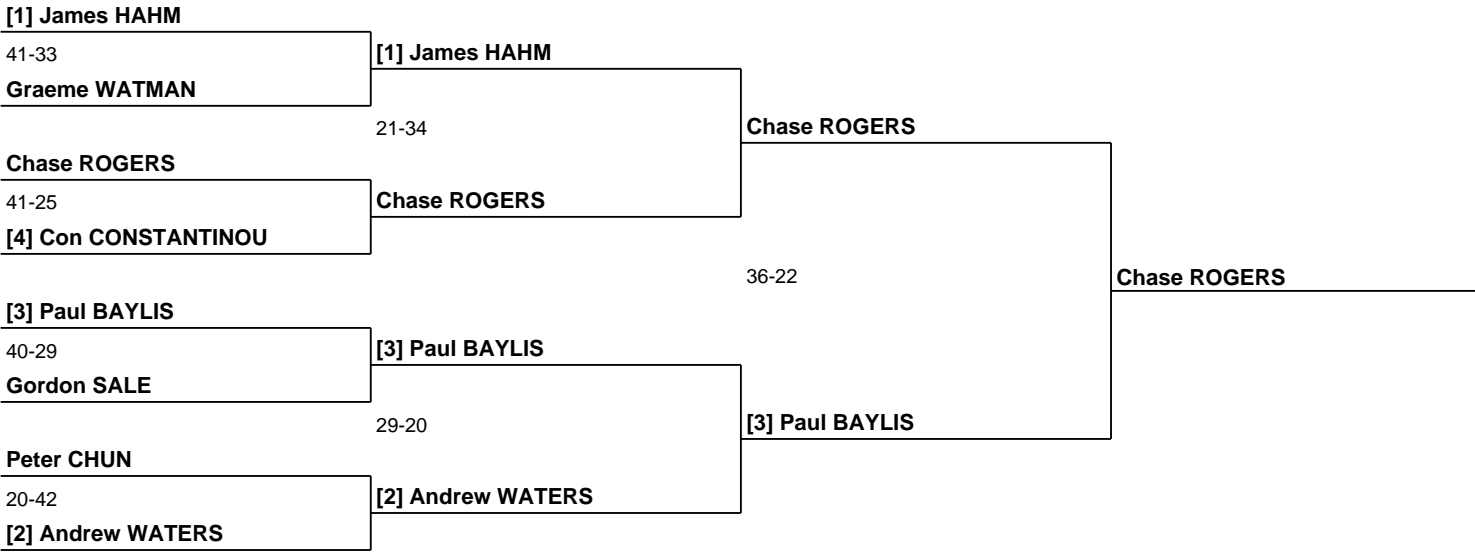 [1] James HAHM
41-33
Graeme WATMAN
[1] James HAHM
21-34
Chase ROGERS
41-25
[4] Con CONSTANTINOU
Chase ROGERS
Chase ROGERS
36-22
Chase ROGERS
[3] Paul BAYLIS
40-29
Gordon SALE
[3] Paul BAYLIS
29-20
[3] Paul BAYLIS
Peter CHUN
20-42
[2] Andrew WATERS
[2] Andrew WATERS